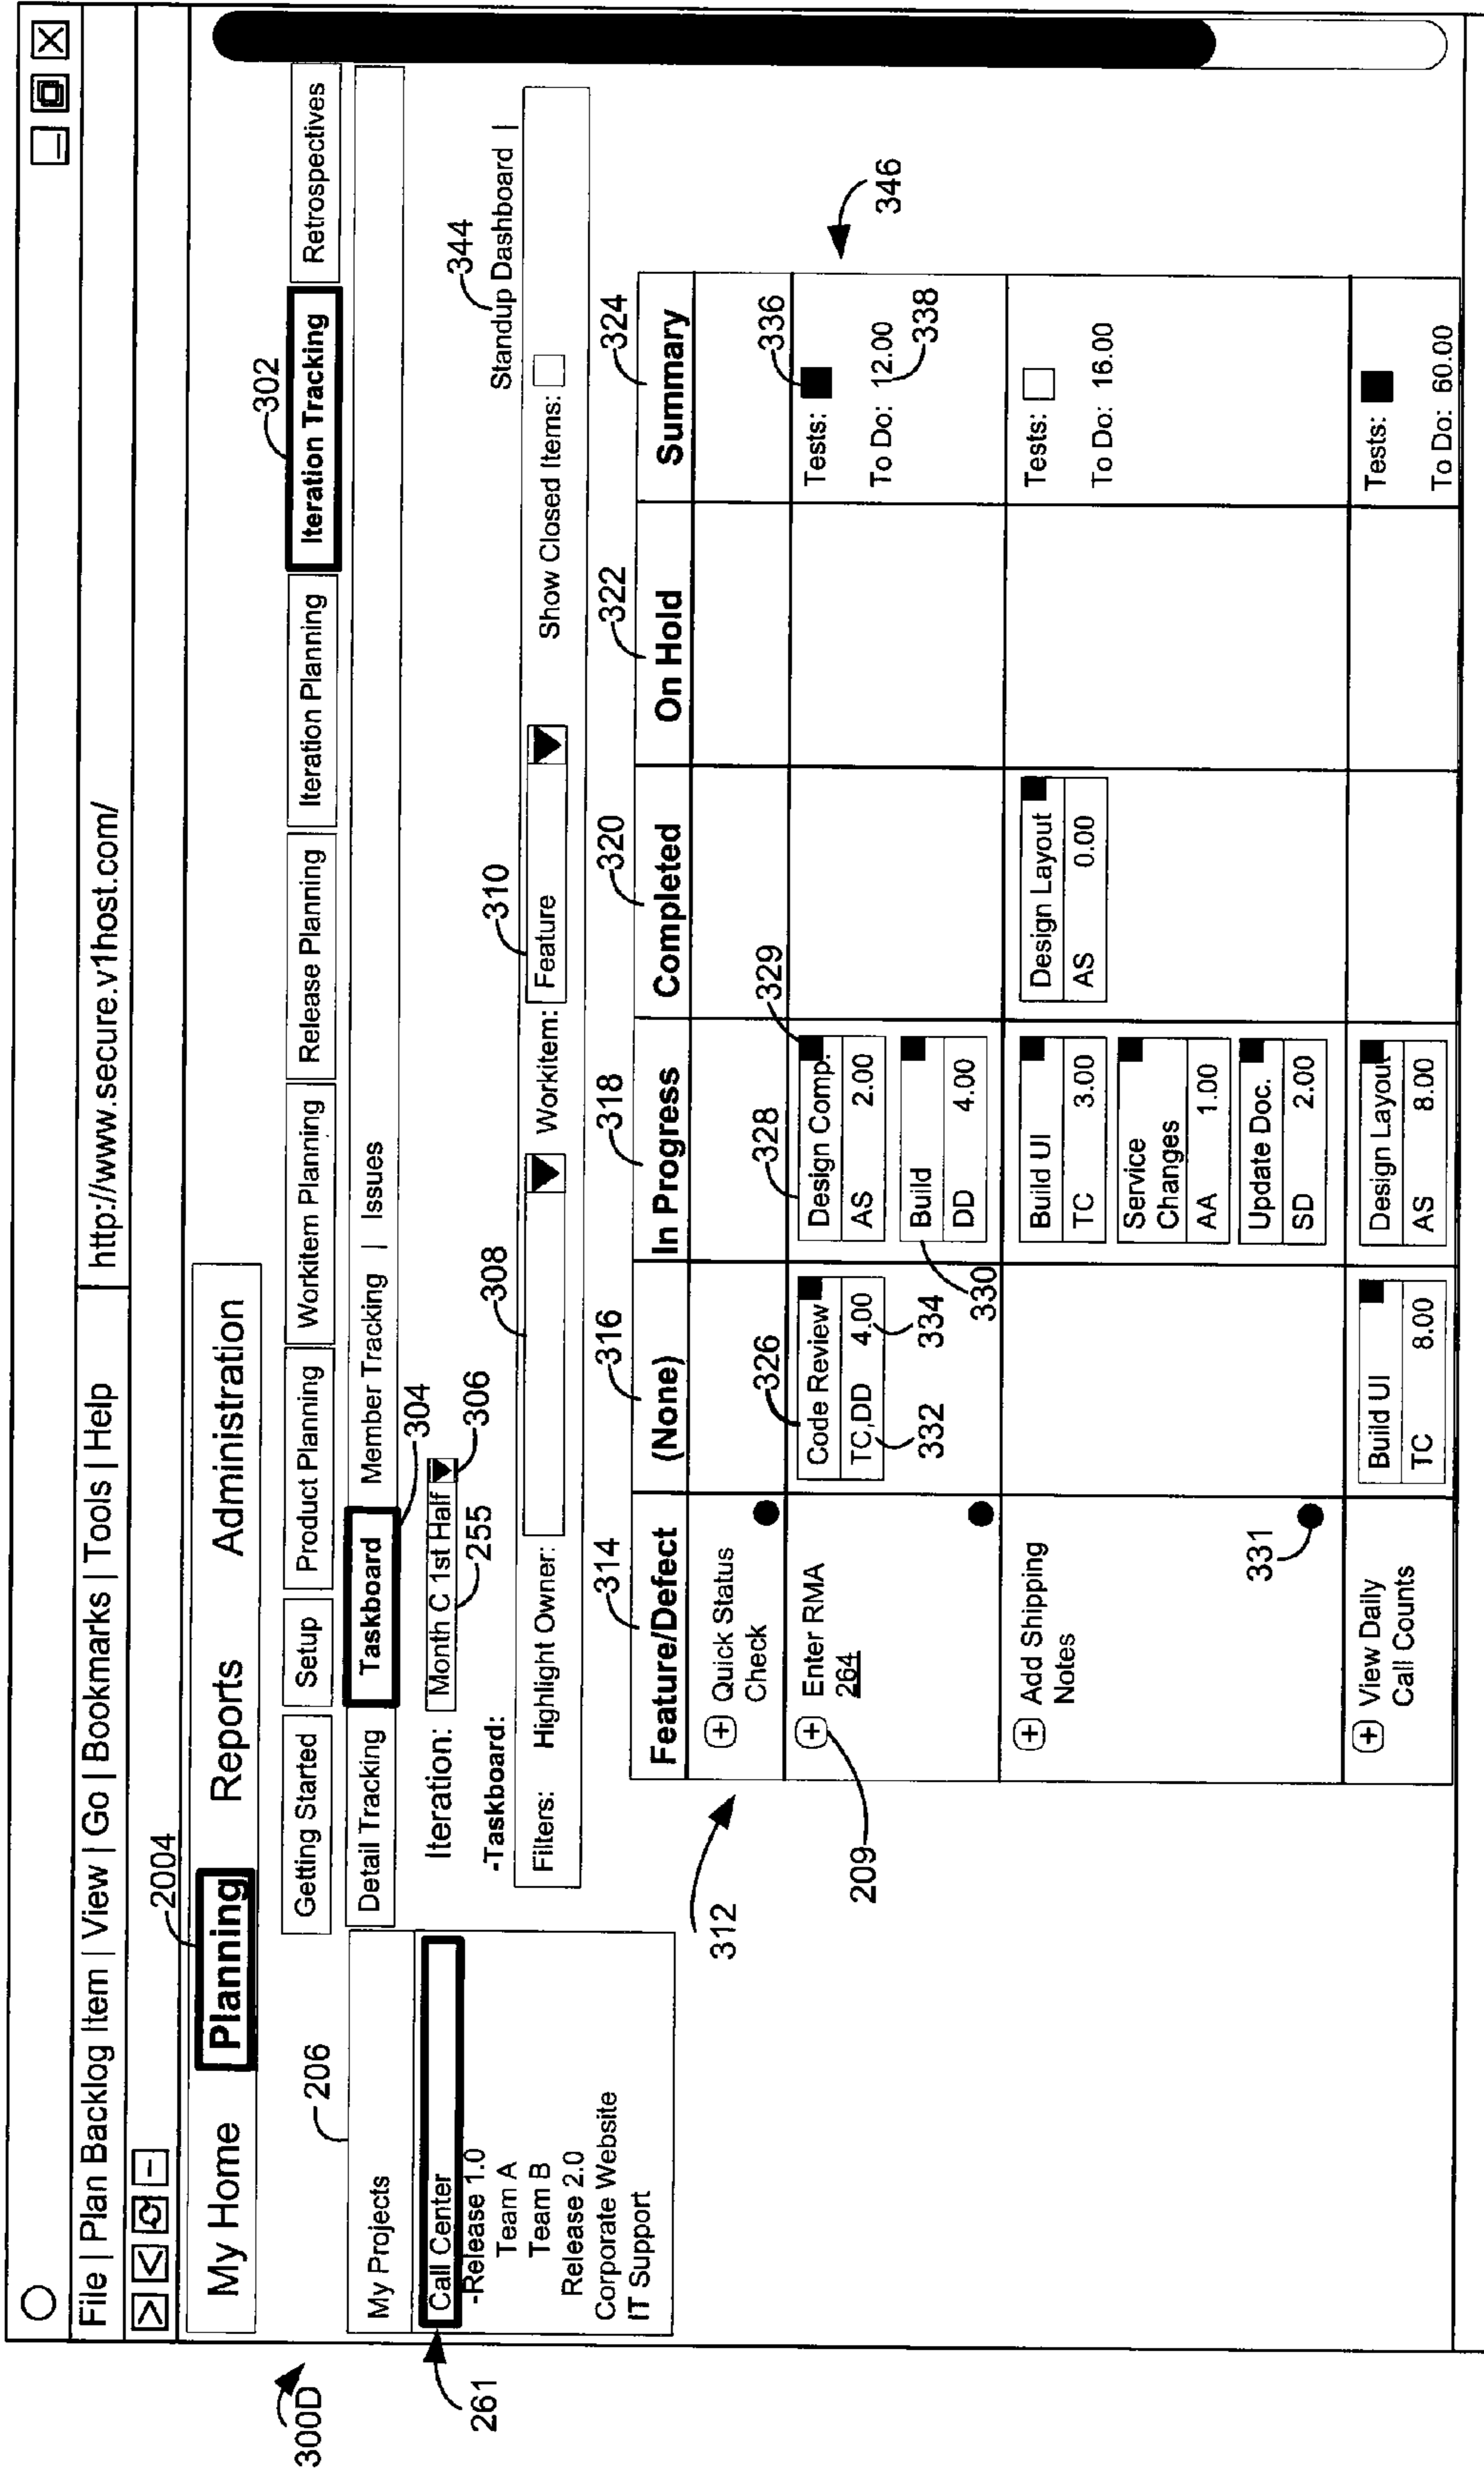 File | Plan Backlog Item | View | Go | Bookmarks | Tools | Help
http://www.secure.v1host.com/
2004
My Home Planning Reports Administration
302
Getting Started Setup Product Planning Workitem Planning Release Planning Iteration Planning Iteration Tracking Retrospectives
300D
206
Detail Tracking Taskboard Member Tracking | Issues
My Projects
304
261
Call Center
-Release 1.0
Team A
Team B
Release 2.0
Corporate Website
IT Support
Iteration: Month C 1st Half
255
306
344
-Taskboard:
308
310
Standup Dashboard |
Filters: Highlight Owner: Workitem: Feature Show Closed Items:
314 316 318 320 322 324
Feature/Defect (None) In Progress Completed On Hold Summary
312
Quick Status
Check
326 328 329 336
Enter RMA
264
209
Code Review
TC,DD 4.00
332 334
Design Comp.
AS 2.00
Build
DD 4.00
330
Tests:
To Do: 12.00
338
346
Add Shipping
Notes
331
Build UI
TC 3.00
Service
Changes
AA 1.00
Update Doc.
SD 2.00
Design Layout
AS 0.00
Tests:
To Do: 16.00
View Daily
Call Counts
Build UI
TC 8.00
Design Layout
AS 8.00
Tests:
To Do: 60.00